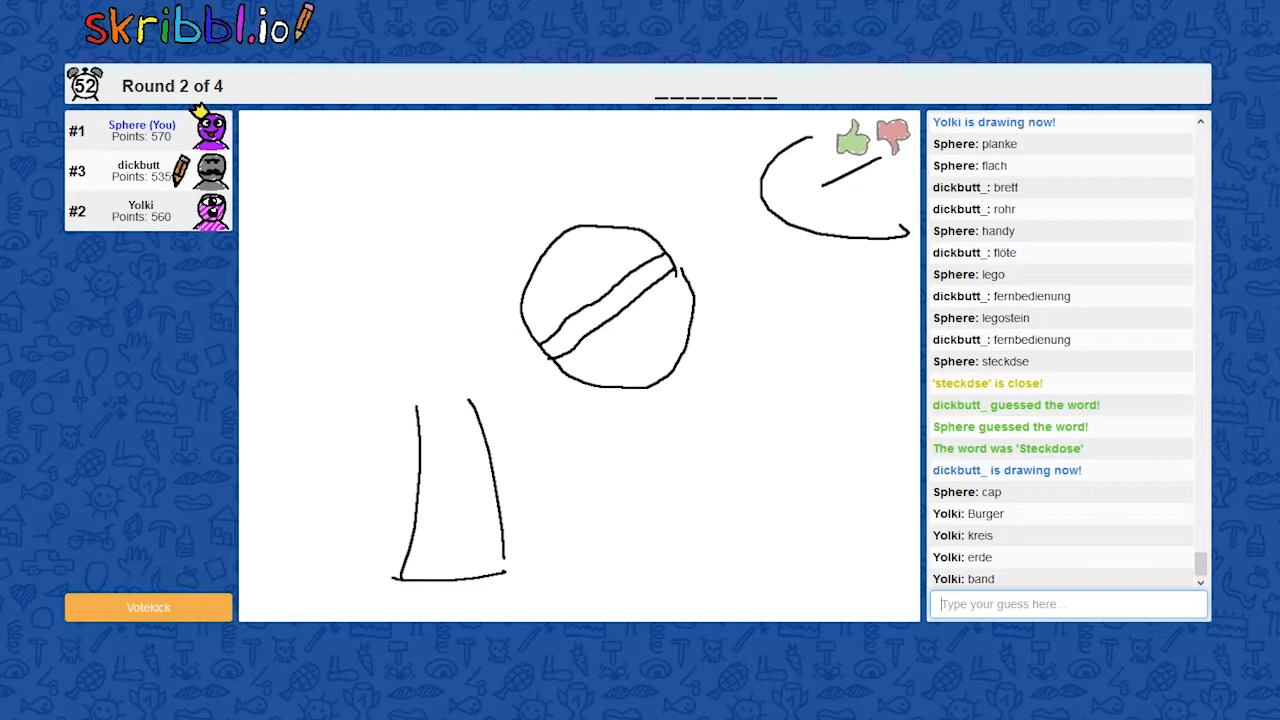 skribbl.io
52
Round 2 of 4
________
#1
Sphere (You)
Points: 570
#3
dickbutt_
Points: 535
#2
Yolki
Points: 560
Votekick
Yolki is drawing now!
Sphere: planke
Sphere: flach
dickbutt_: brett
dickbutt_: rohr
Sphere: handy
dickbutt_: flöte
Sphere: lego
dickbutt_: fernbedienung
Sphere: legostein
dickbutt_: fernbedienung
Sphere: steckdse
'steckdse' is close!
dickbutt_ guessed the word!
Sphere guessed the word!
The word was 'Steckdose'
dickbutt_ is drawing now!
Sphere: cap
Yolki: Burger
Yolki: kreis
Yolki: erde
Yolki: band
Type your guess here...